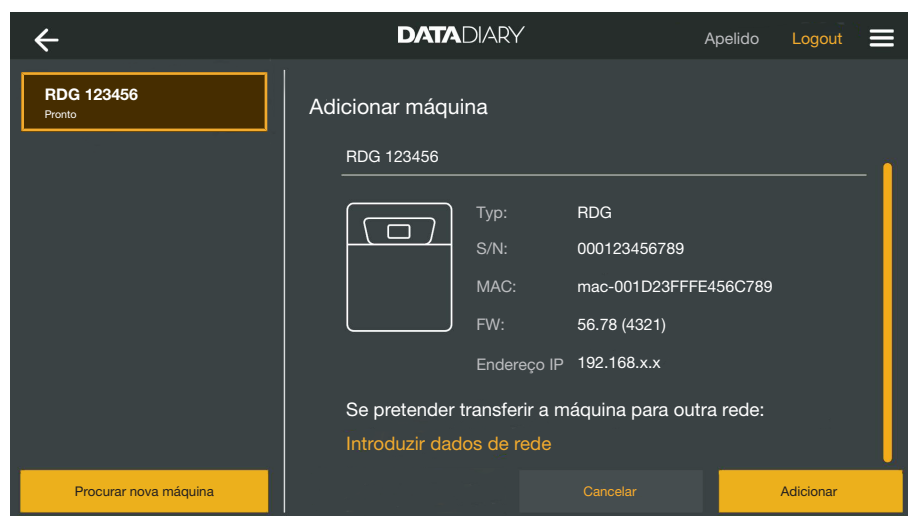 DATADIARY
Apelido
Logout
RDG 123456
Pronto
Adicionar máquina
RDG 123456
Typ: RDG
S/N: 000123456789
MAC: mac-001D23FFFE456C789
FW: 56.78 (4321)
Endereço IP 192.168.x.x
Se pretender transferir a máquina para outra rede:
Introduzir dados de rede
Procurar nova máquina
Cancelar
Adicionar